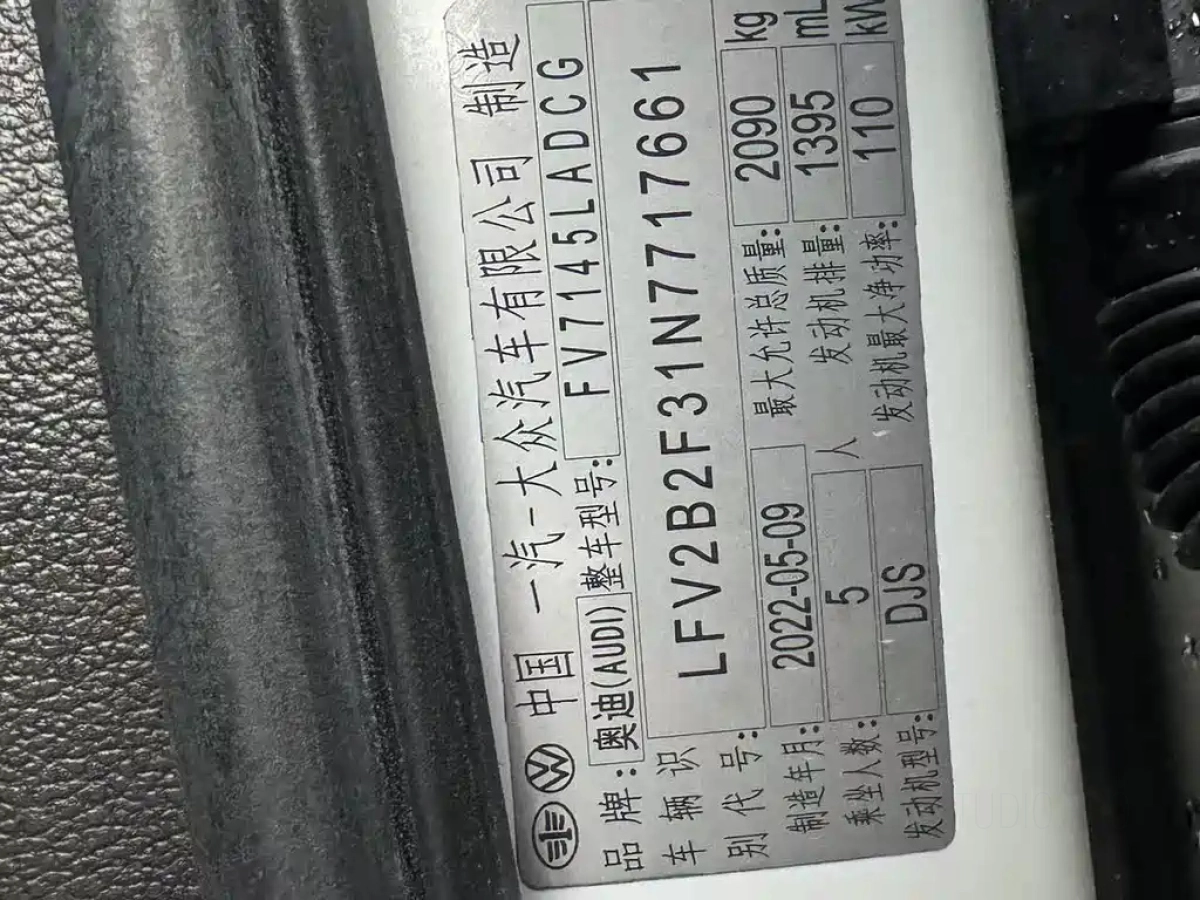 中国 一汽-大众汽车有限公司 制造
品牌:奥迪(AUDI) 整车型号: FV7145LADCG
车辆识别代号: LFV2B2F31N7717661
制造年月: 2022-05-09 最大允许总质量: 2090 kg
乘坐人数: 5 人 发动机排量: 1395 mL
发动机型号: DJS 发动机最大净功率: 110 kW